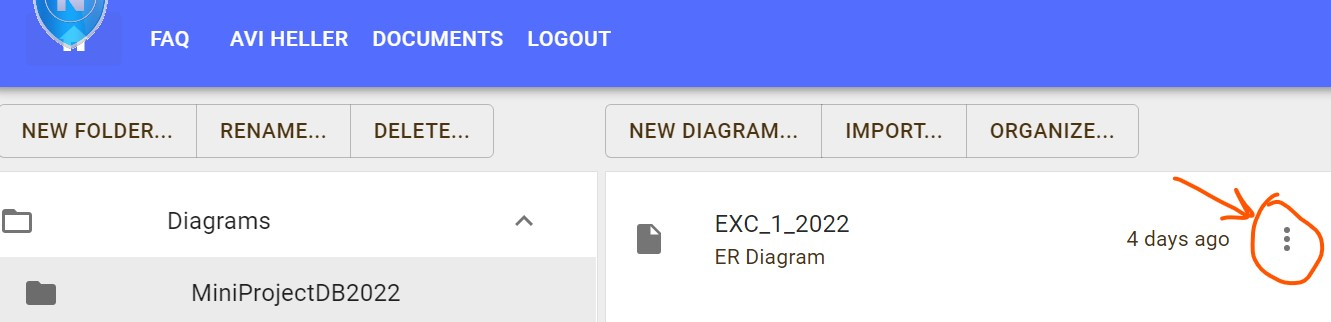 N
FAQ AVI HELLER DOCUMENTS LOGOUT
NEW FOLDER... RENAME... DELETE... NEW DIAGRAM... IMPORT... ORGANIZE...
Diagrams
MiniProjectDB2022
EXC_1_2022
ER Diagram
4 days ago